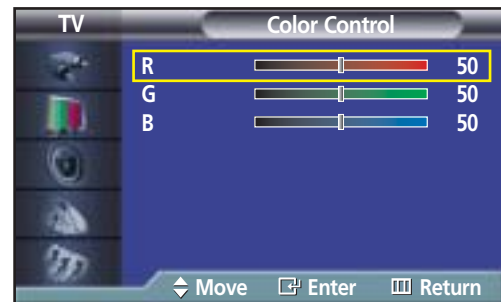 TV Color Control
R 50
G 50
B 50
Move Enter Return